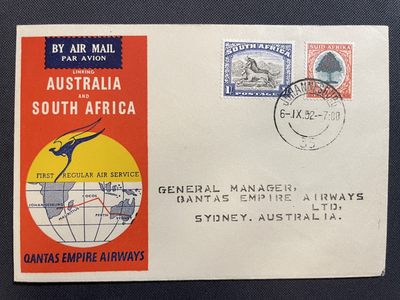 BY AIR MAIL
PAR AVION
LINKING
AUSTRALIA
AND
SOUTH AFRICA
FIRST REGULAR AIR SERVICE
JOHANNESBURG
COCOS
PERTH
QANTAS EMPIRE AIRWAYS
SOUTH AFRICA
POSTAGE
SUID-AFRIKA
6-IX.52--7:00
GENERAL MANAGER,
QANTAS EMPIRE AIRWAYS
LTD,
SYDNEY. AUSTRALIA.